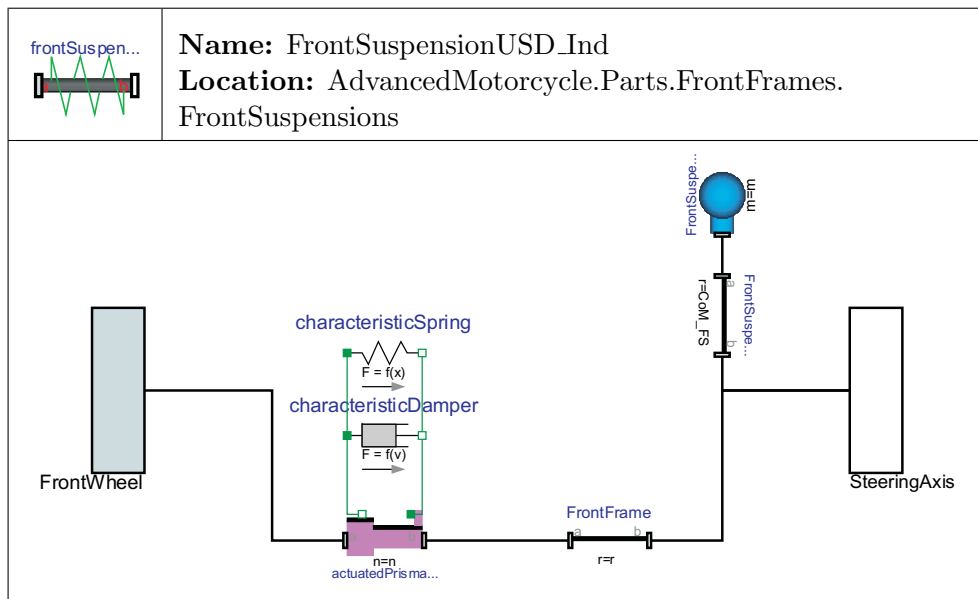 frontSuspen...
Name: FrontSuspensionUSD_Ind
Location: AdvancedMotorcycle.Parts.FrontFrames.
FrontSuspensions
FrontSuspe...
m=m
a
r=CoM_FS
FrontSuspe...
b
characteristicSpring
F = f(x)
characteristicDamper
F = f(v)
FrontWheel
SteeringAxis
a
b
n=n
actuatedPrisma...
FrontFrame
a
b
r=r